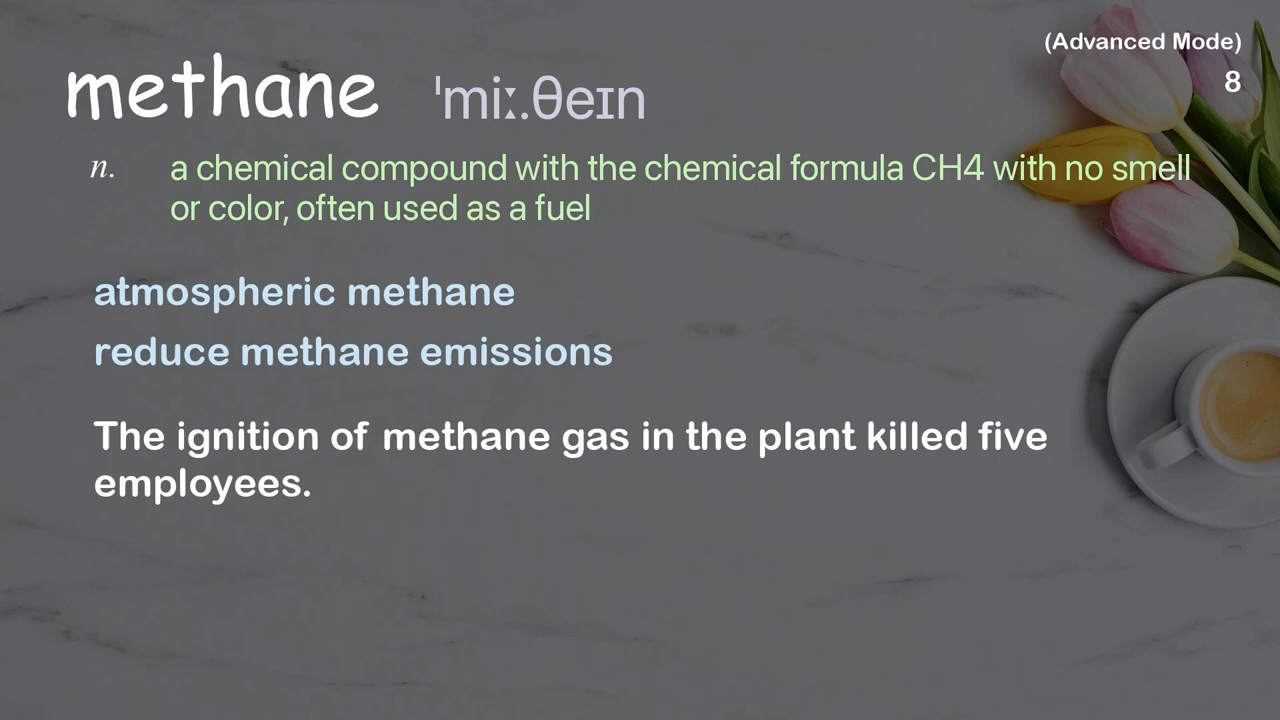 (Advanced Mode)
8
methane ˈmiː.θeɪn
n. a chemical compound with the chemical formula CH4 with no smell
or color, often used as a fuel
atmospheric methane
reduce methane emissions
The ignition of methane gas in the plant killed five
employees.